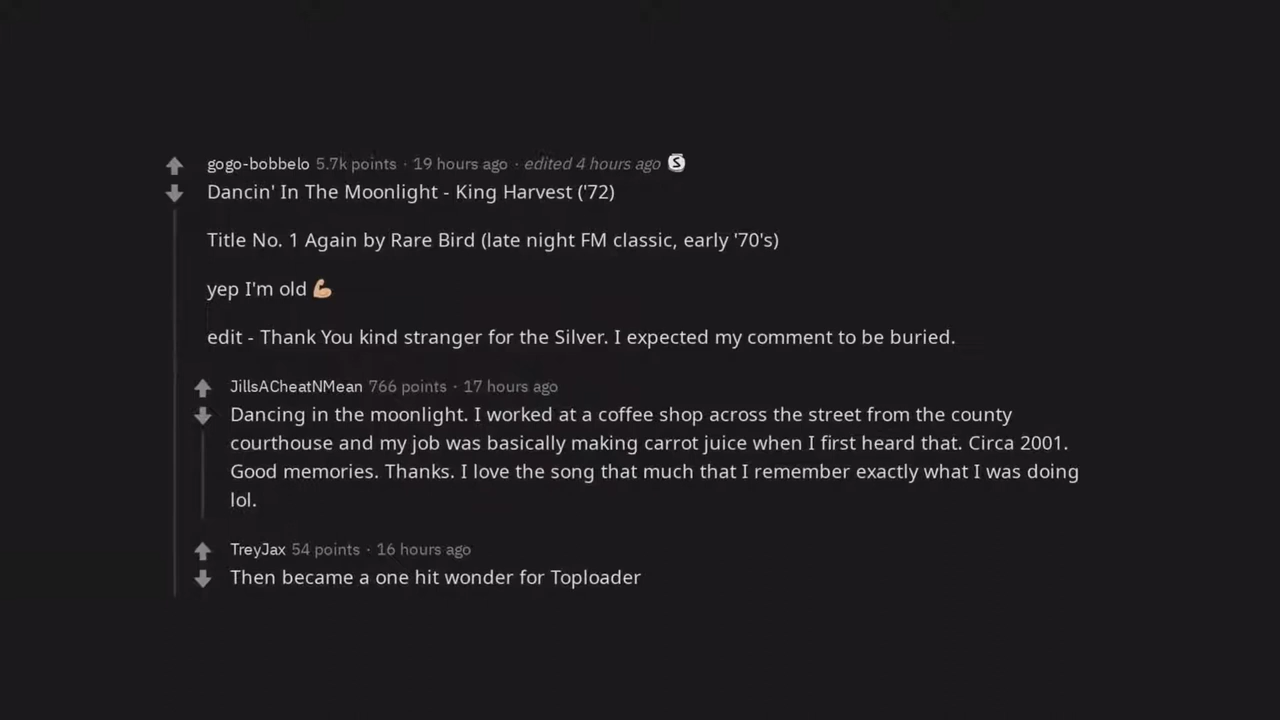 gogo-bobbelo 5.7k points · 19 hours ago · edited 4 hours ago S
Dancin' In The Moonlight - King Harvest ('72)
Title No. 1 Again by Rare Bird (late night FM classic, early '70's)
yep I'm old 💪🏼
edit - Thank You kind stranger for the Silver. I expected my comment to be buried.
JillsACheatNMean 766 points · 17 hours ago
Dancing in the moonlight. I worked at a coffee shop across the street from the county
courthouse and my job was basically making carrot juice when I first heard that. Circa 2001.
Good memories. Thanks. I love the song that much that I remember exactly what I was doing
lol.
TreyJax 54 points · 16 hours ago
Then became a one hit wonder for Toploader